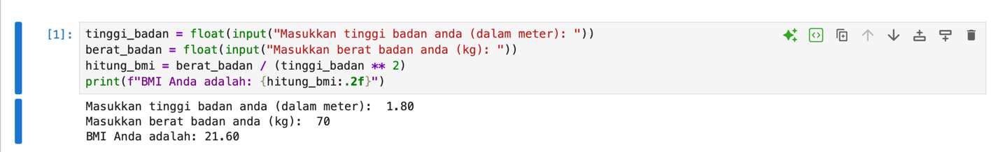 [1]: tinggi_badan = float(input("Masukkan tinggi badan anda (dalam meter): "))
berat_badan = float(input("Masukkan berat badan anda (kg): "))
hitung_bmi = berat_badan / (tinggi_badan ** 2)
print(f"BMI Anda adalah: {hitung_bmi:.2f}")
Masukkan tinggi badan anda (dalam meter):  1.80
Masukkan berat badan anda (kg):  70
BMI Anda adalah: 21.60